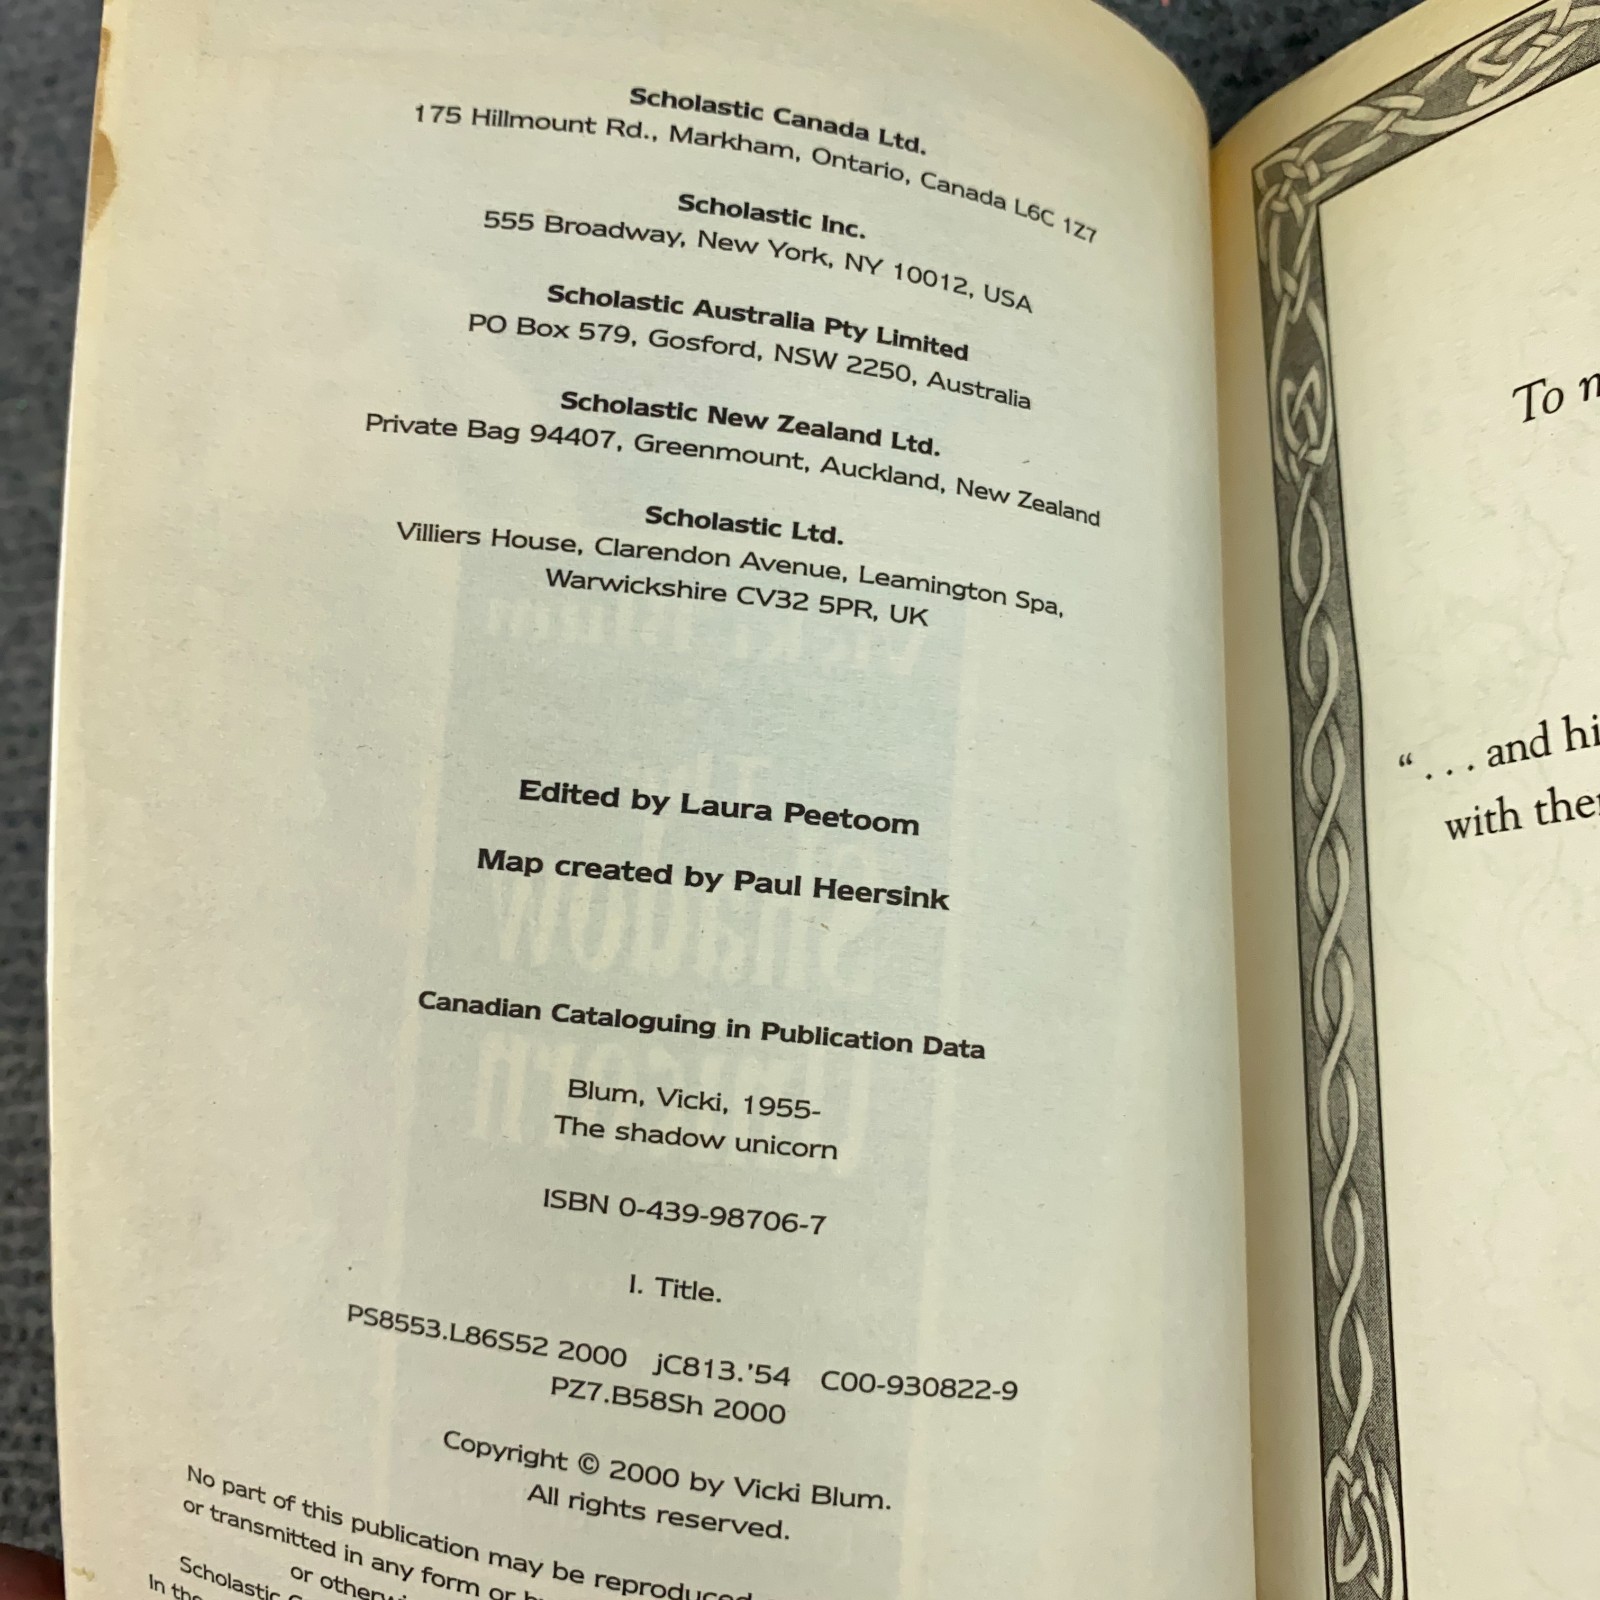 Scholastic Canada Ltd.
175 Hillmount Rd., Markham, Ontario, Canada L6C 1Z7
Scholastic Inc.
555 Broadway, New York, NY 10012, USA
Scholastic Australia Pty Limited
PO Box 579, Gosford, NSW 2250, Australia
Scholastic New Zealand Ltd.
Private Bag 94407, Greenmount, Auckland, New Zealand
Scholastic Ltd.
Villiers House, Clarendon Avenue, Leamington Spa,
Warwickshire CV32 5PR, UK
Edited by Laura Peetoom
Map created by Paul Heersink
Canadian Cataloguing in Publication Data
Blum, Vicki, 1955-
The shadow unicorn
ISBN 0-439-98706-7
I. Title.
PS8553.L86S52 2000 jC813.'54 C00-930822-9
PZ7.B58Sh 2000
Copyright © 2000 by Vicki Blum.
All rights reserved.
No part of this publication may be reproduced
or transmitted in any form or
or
Scholastic
In
To
". . . and
with